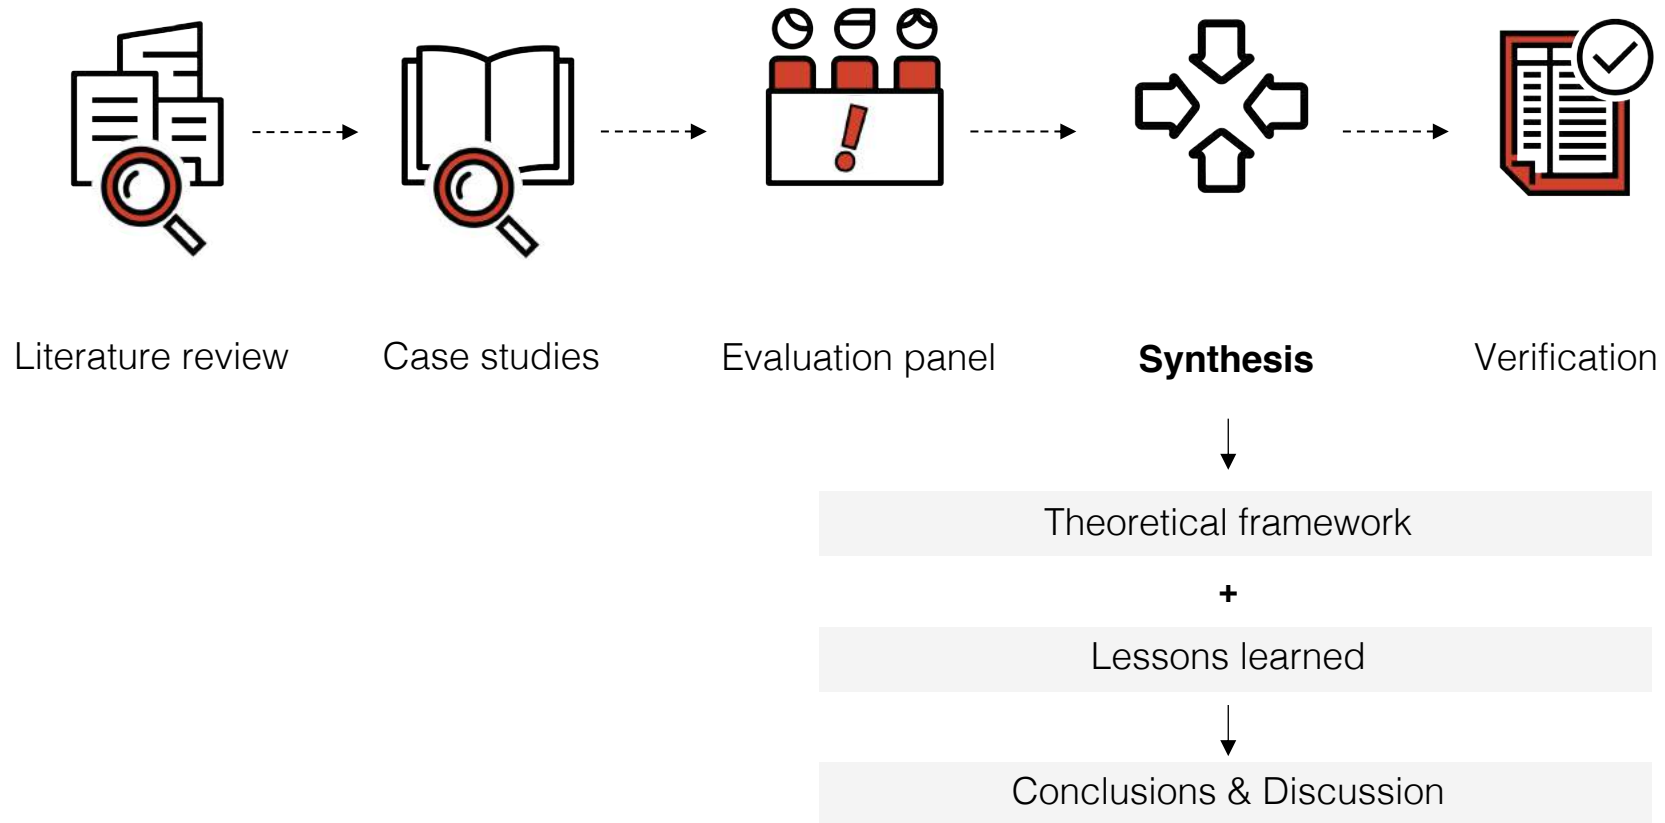 Literature review
Case studies
Evaluation panel
Synthesis
Verification
Theoretical framework
+
Lessons learned
Conclusions & Discussion